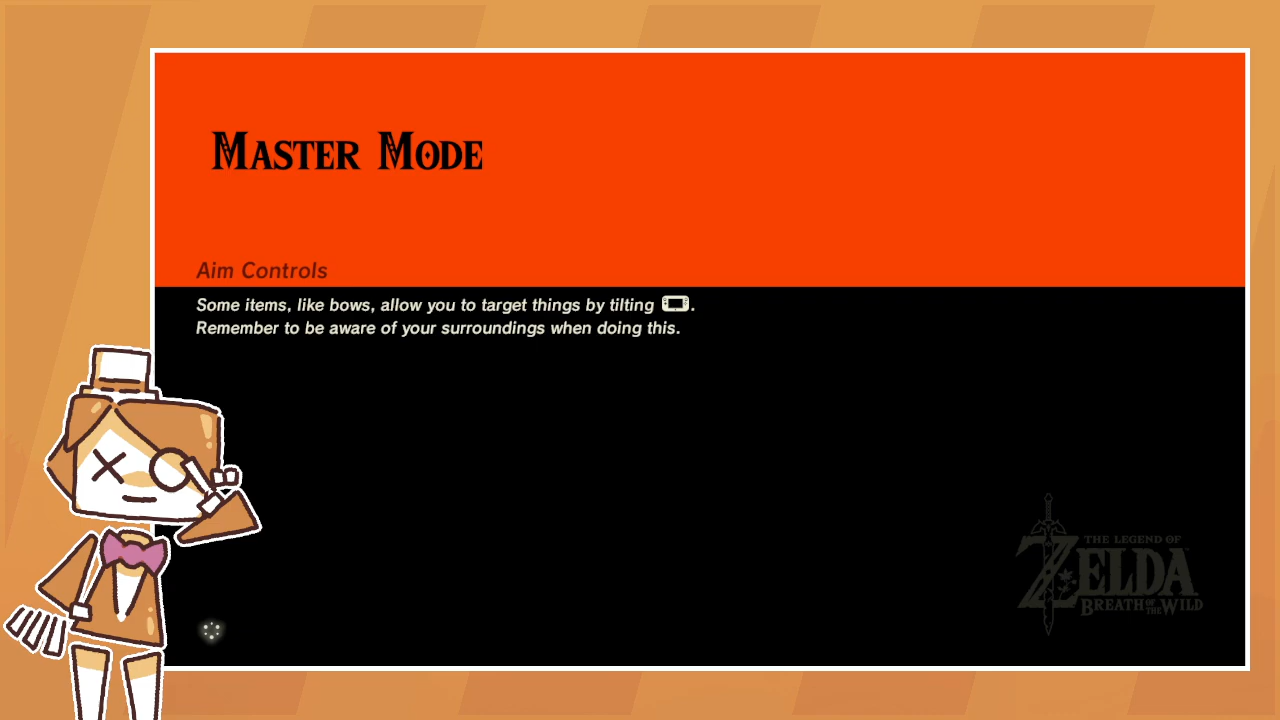 Master Mode
Aim Controls
Some items, like bows, allow you to target things by tilting .
Remember to be aware of your surroundings when doing this.
THE LEGEND OF
ZELDA
BREATH OF THE WILD